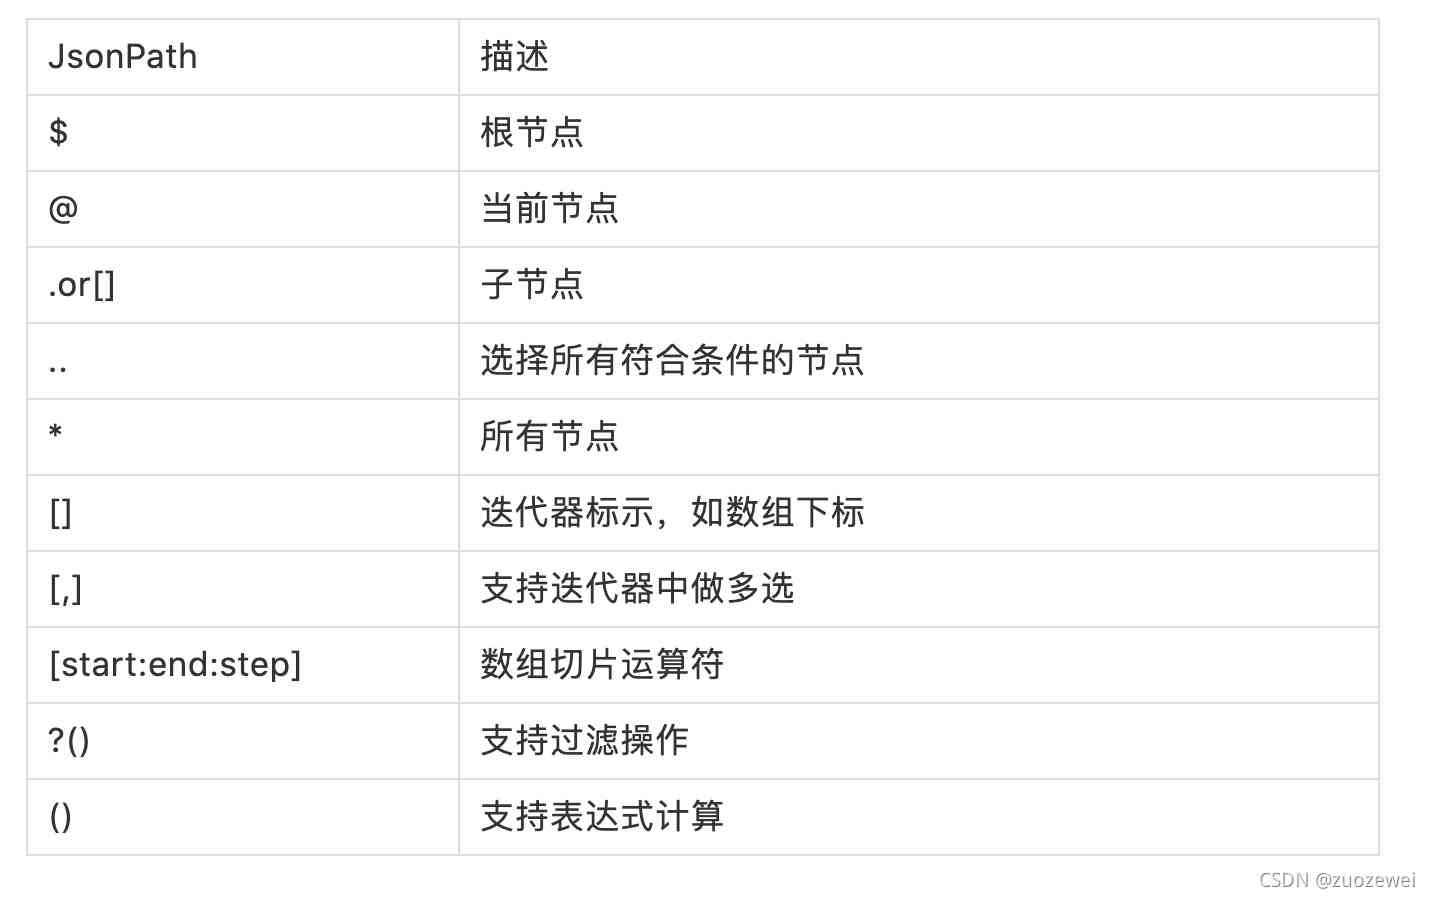 JsonPath 描述
$ 根节点
@ 当前节点
.or[] 子节点
.. 选择所有符合条件的节点
* 所有节点
[] 迭代器标示，如数组下标
[,] 支持迭代器中做多选
[start:end:step] 数组切片运算符
?() 支持过滤操作
() 支持表达式计算
CSDN @zuozewei